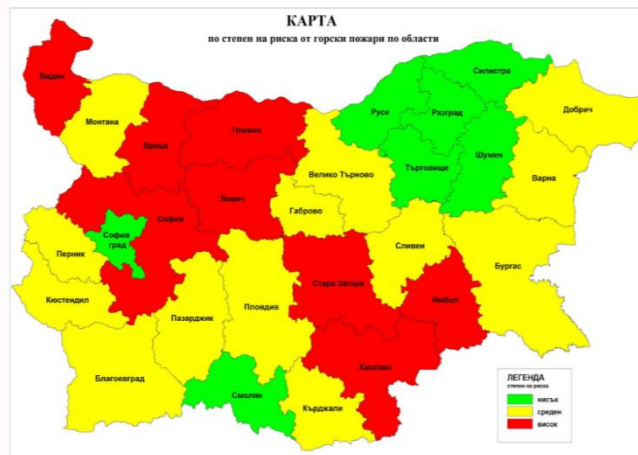 КАРТА
по степен на риска от горски пожари по области
Видин
Монтана
Враца
Плевен
Русе
Силистра
Разград
Добрич
Търговище
Шумен
Варна
Велико Търново
Габрово
Ловеч
София
София
град
Перник
Кюстендил
Пазарджик
Пловдив
Стара Загора
Сливен
Бургас
Ямбол
Хасково
Благоевград
Смолян
Кърджали
ЛЕГЕНДА
степен на риска
нисък
среден
висок